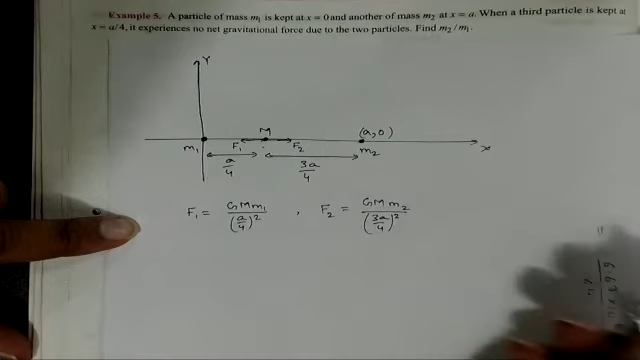 Example 5. A particle of mass m₁ is kept at x = 0 and another of mass m₂ at x = a. When a third particle is kept at
x = a/4, it experiences no net gravitational force due to the two particles. Find m₂/m₁.
Y
M (a, 0)
m₁ F₁ F₂ m₂ x
a/4 3a/4
F₁ = GMm₁/(a/4)² , F₂ = GMm₂/(3a/4)²